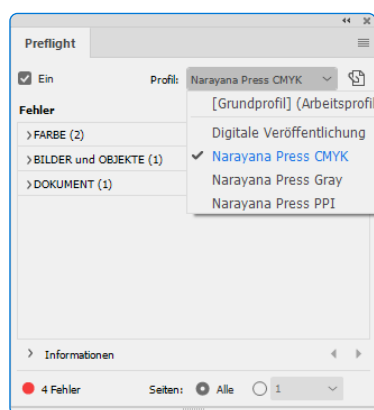 Preflight
Ein
Profil: Narayana Press CMYK
[Grundprofil] (Arbeitsprofil
Fehler
Digitale Veröffentlichung
FARBE (2)
Narayana Press CMYK
BILDER und OBJEKTE (1)
Narayana Press Gray
DOKUMENT (1)
Narayana Press PPI
Informationen
4 Fehler
Seiten: Alle 1